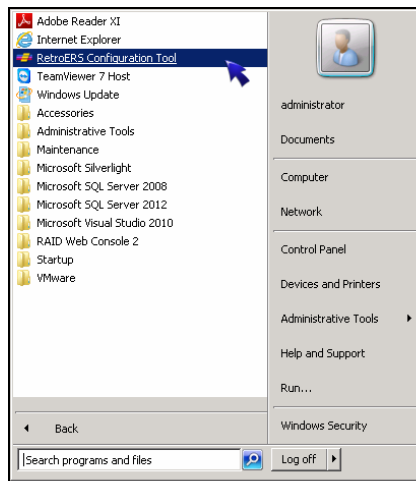 Adobe Reader XI
Internet Explorer
RetroERS Configuration Tool
TeamViewer 7 Host
Windows Update
Accessories
Administrative Tools
Maintenance
Microsoft Silverlight
Microsoft SQL Server 2008
Microsoft SQL Server 2012
Microsoft Visual Studio 2010
RAID Web Console 2
Startup
VMware
Back
Search programs and files
administrator
Documents
Computer
Network
Control Panel
Devices and Printers
Administrative Tools
Help and Support
Run...
Windows Security
Log off